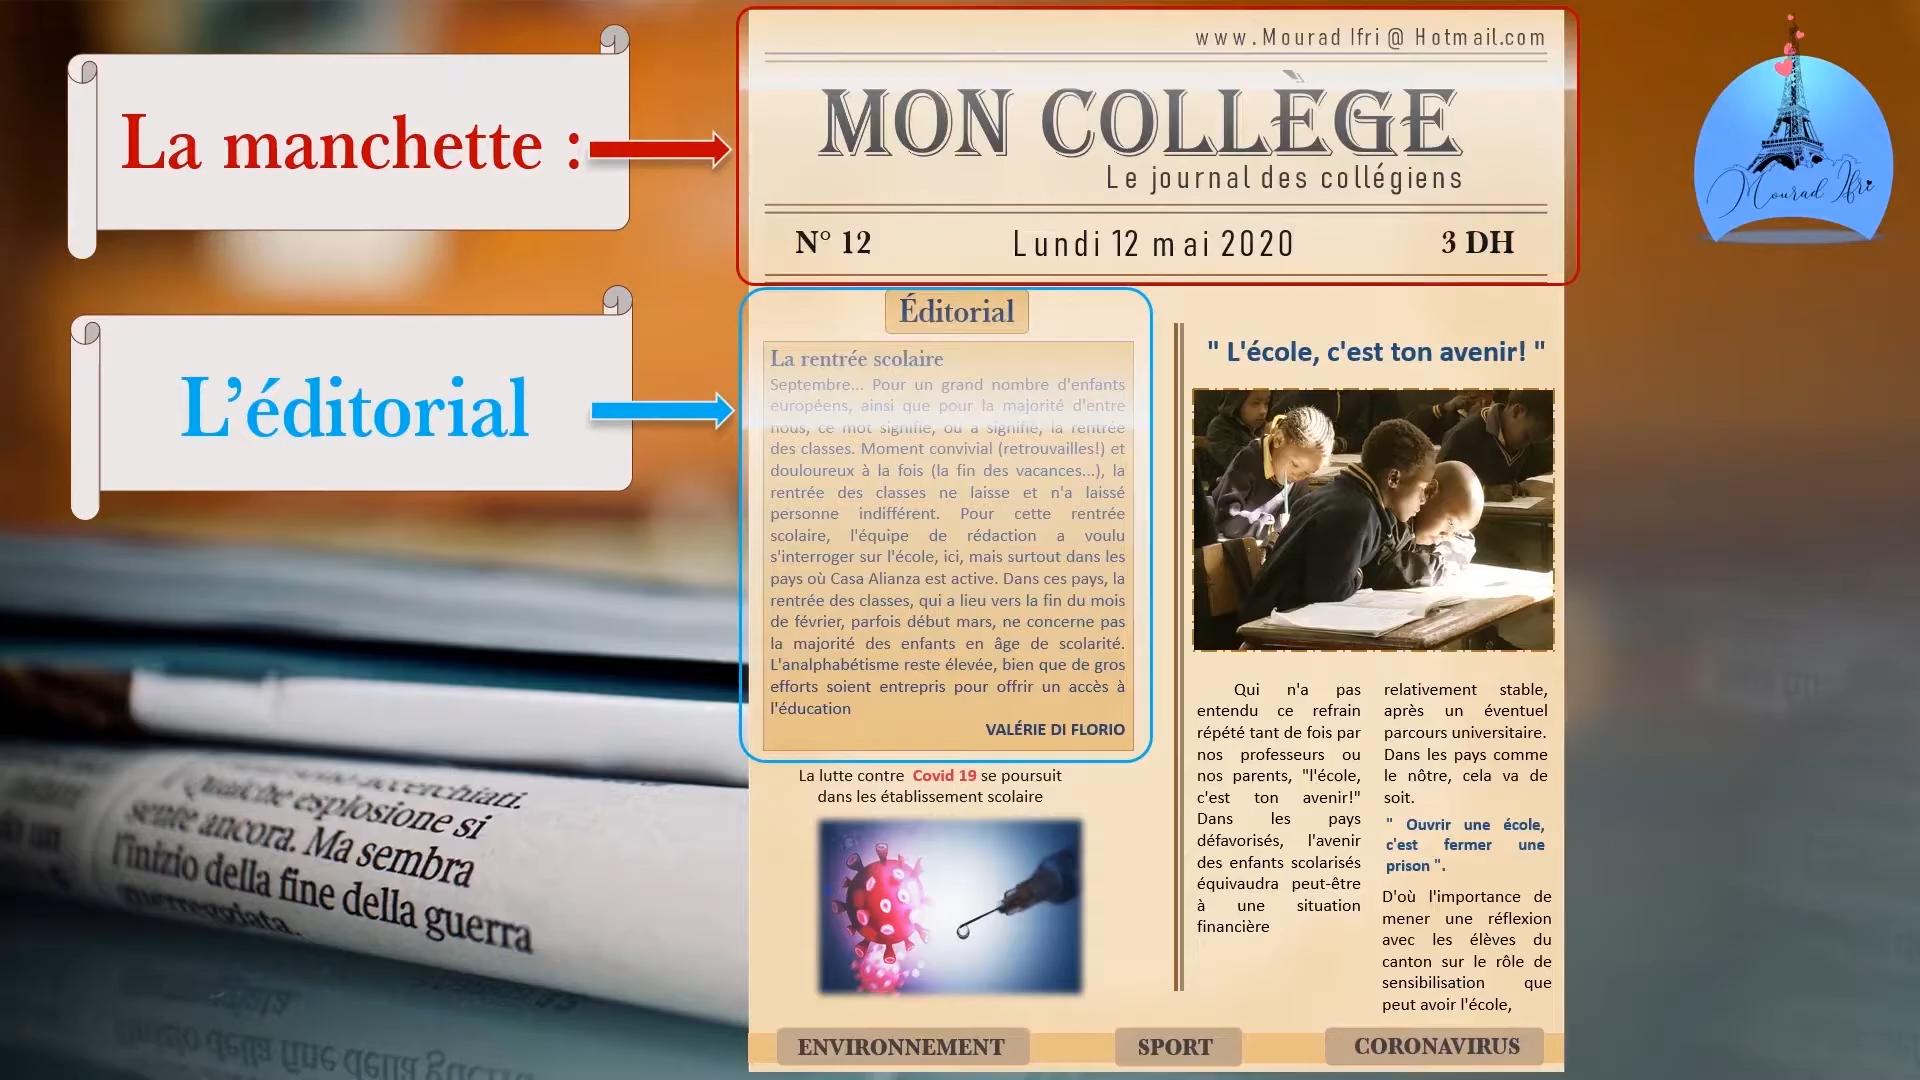 La manchette :
L'éditorial
www.Mourad Ifri @ Hotmail.com
MON COLLÈGE
Le journal des collégiens
N° 12 Lundi 12 mai 2020 3 DH
Éditorial
La rentrée scolaire
Septembre... Pour un grand nombre d'enfants
européens, ainsi que pour la majorité d'entre
nous, ce mot signifie, ou a signifie, la rentrée
des classes. Moment convivial (retrouvailles!) et
douloureux à la fois (la fin des vacances...), la
rentrée des classes ne laisse et n'a laissé
personne indifférent. Pour cette rentrée
scolaire, l'équipe de rédaction a voulu
s'interroger sur l'école, ici, mais surtout dans les
pays où Casa Alianza est active. Dans ces pays, la
rentrée des classes, qui a lieu vers la fin du mois
de février, parfois début mars, ne concerne pas
la majorité des enfants en âge de scolarité.
L'analphabétisme reste élevée, bien que de gros
efforts soient entrepris pour offrir un accès à
l'éducation
VALÉRIE DI FLORIO
La lutte contre Covid 19 se poursuit
dans les établissement scolaire
" L'école, c'est ton avenir! "
Qui n'a pas
entendu ce refrain
répété tant de fois par
nos professeurs ou
nos parents, "l'école,
c'est ton avenir!"
Dans les pays
défavorisés, l'avenir
des enfants scolarisés
équivaudra peut-être
à une situation
financière
relativement stable,
après un éventuel
parcours universitaire.
Dans les pays comme
le nôtre, cela va de
soit.
" Ouvrir une école,
c'est fermer une
prison ".
D'où l'importance de
mener une réflexion
avec les élèves du
canton sur le rôle de
sensibilisation que
peut avoir l'école,
ENVIRONNEMENT SPORT CORONAVIRUS
Mourad Ifri
Qualche esplosione si
sente ancora. Ma sembra
l'inizio della fine della guerra